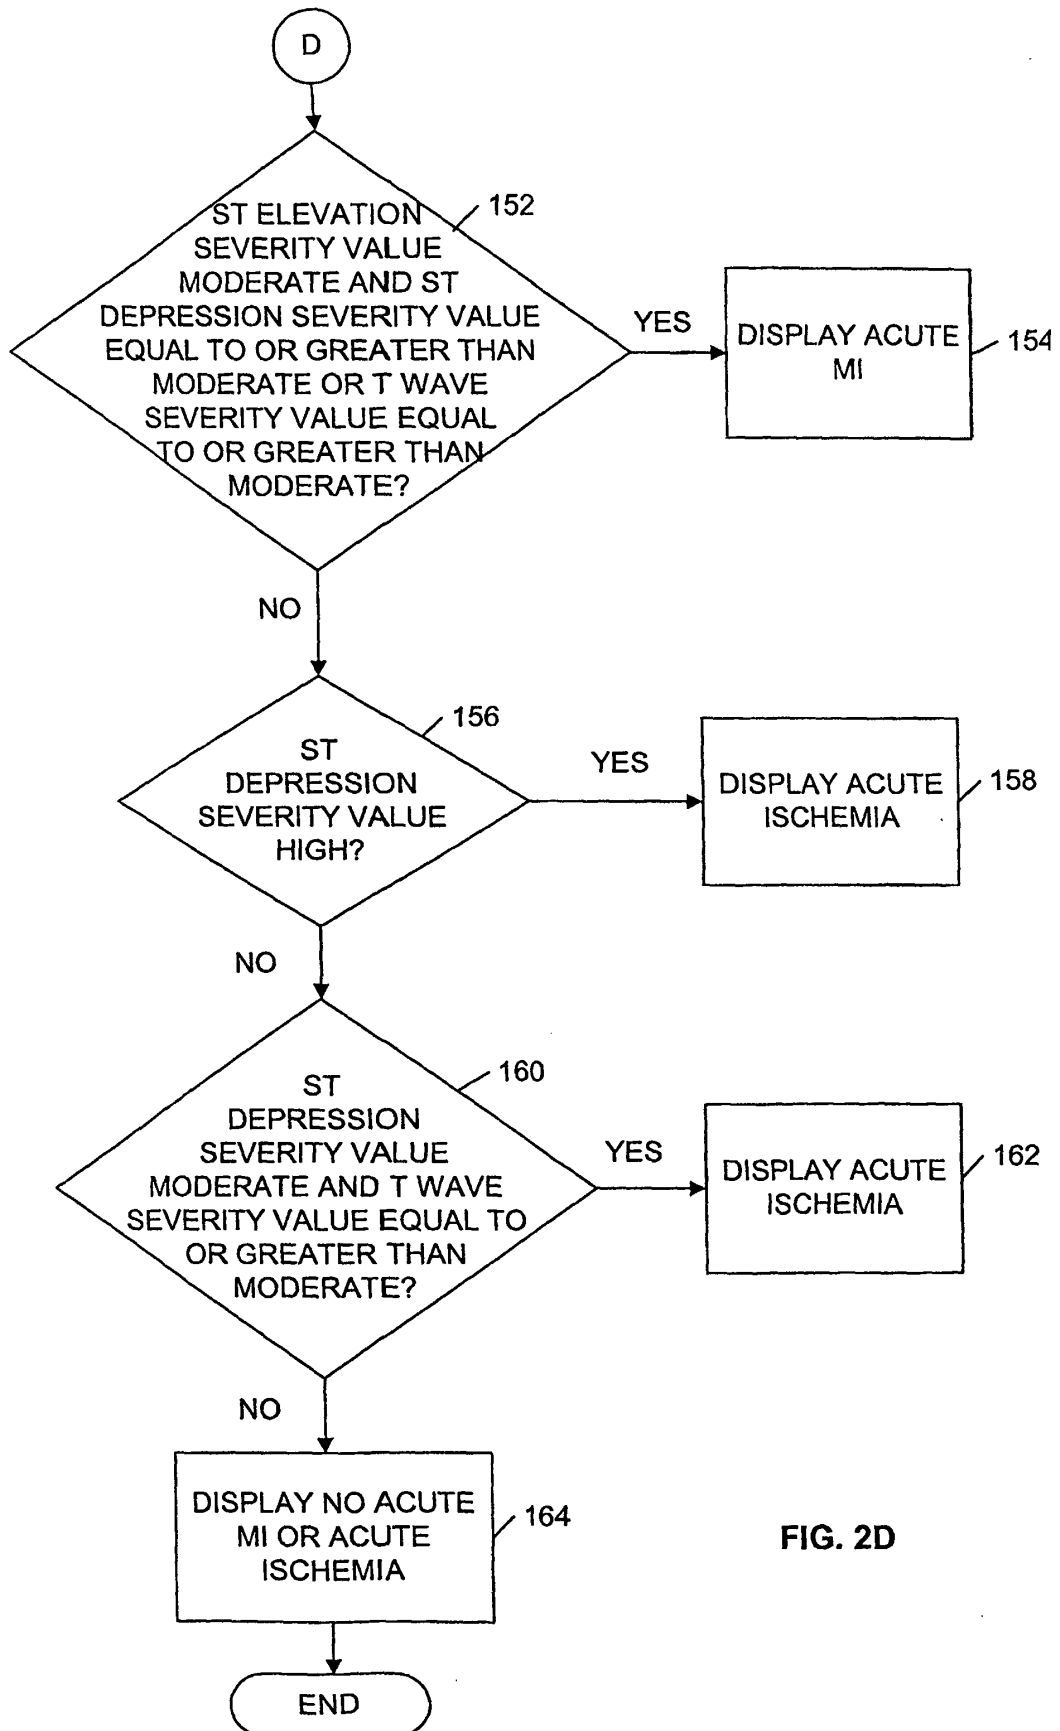 D
152
ST ELEVATION
SEVERITY VALUE
MODERATE AND ST
DEPRESSION SEVERITY VALUE
EQUAL TO OR GREATER THAN
MODERATE OR T WAVE
SEVERITY VALUE EQUAL
TO OR GREATER THAN
MODERATE?
YES
DISPLAY ACUTE
MI
154
NO
156
ST
DEPRESSION
SEVERITY VALUE
HIGH?
YES
DISPLAY ACUTE
ISCHEMIA
158
NO
160
ST
DEPRESSION
SEVERITY VALUE
MODERATE AND T WAVE
SEVERITY VALUE EQUAL TO
OR GREATER THAN
MODERATE?
YES
DISPLAY ACUTE
ISCHEMIA
162
NO
DISPLAY NO ACUTE
MI OR ACUTE
ISCHEMIA
164
FIG. 2D
END